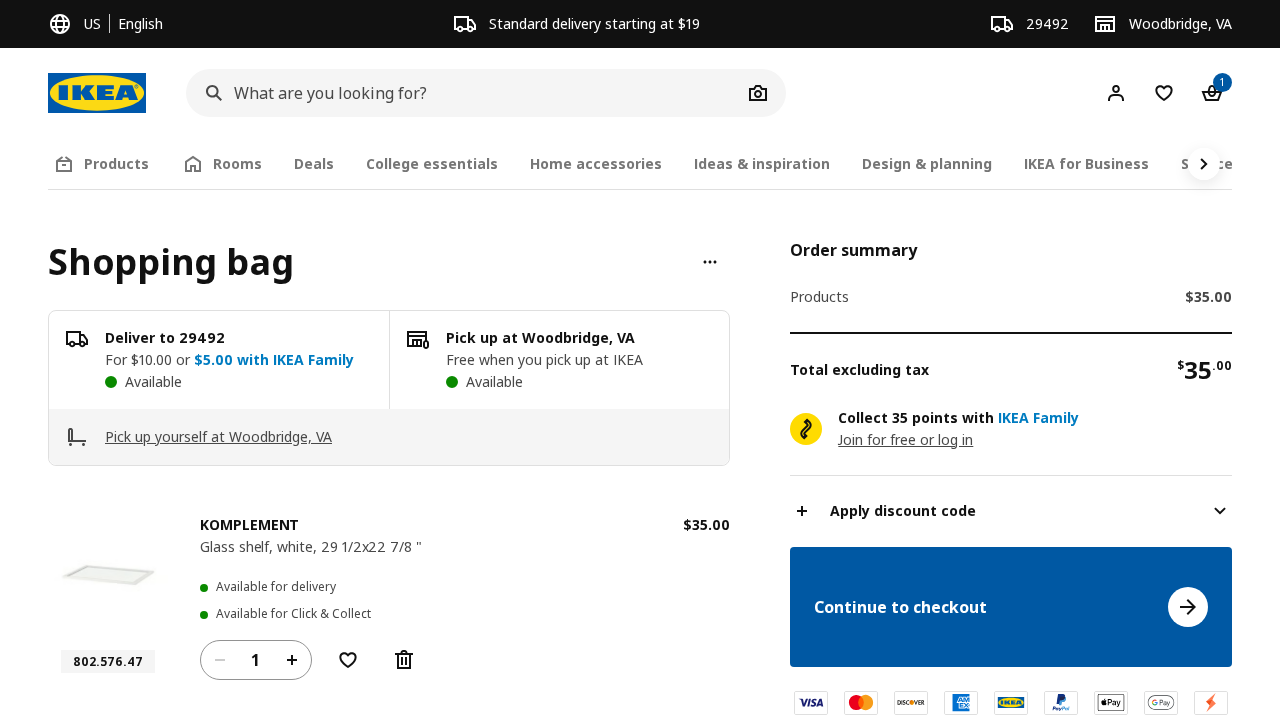 US
English
Standard delivery starting at $19
29492
Woodbridge, VA
IKEA
What are you looking for?
1
Products
Rooms
Deals
College essentials
Home accessories
Ideas & inspiration
Design & planning
IKEA for Business
Shopping bag
Deliver to 29492
For $10.00 or $5.00 with IKEA Family
Available
Pick up at Woodbridge, VA
Free when you pick up at IKEA
Available
Pick up yourself at Woodbridge, VA
KOMPLEMENT
$35.00
Glass shelf, white, 29 1/2x22 7/8 "
Available for delivery
Available for Click & Collect
802.576.47
1
Order summary
Products
$35.00
Total excluding tax
$35.00
Collect 35 points with IKEA Family
Join for free or log in
Apply discount code
Continue to checkout
VISA
DISCOVER
AMEX
IKEA
PayPal
Pay
G Pay